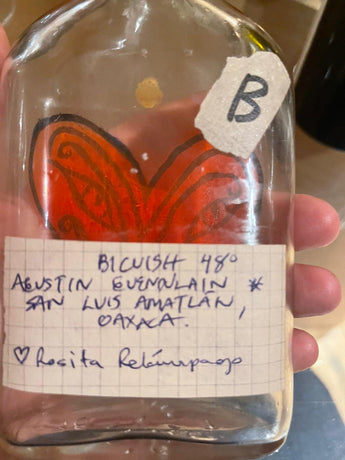 B
BICUISH 48°
AGUSTIN GUENDULAIN *
SAN LUIS AMATLÁN,
OAXACA.
♡ Rosita Relámpago